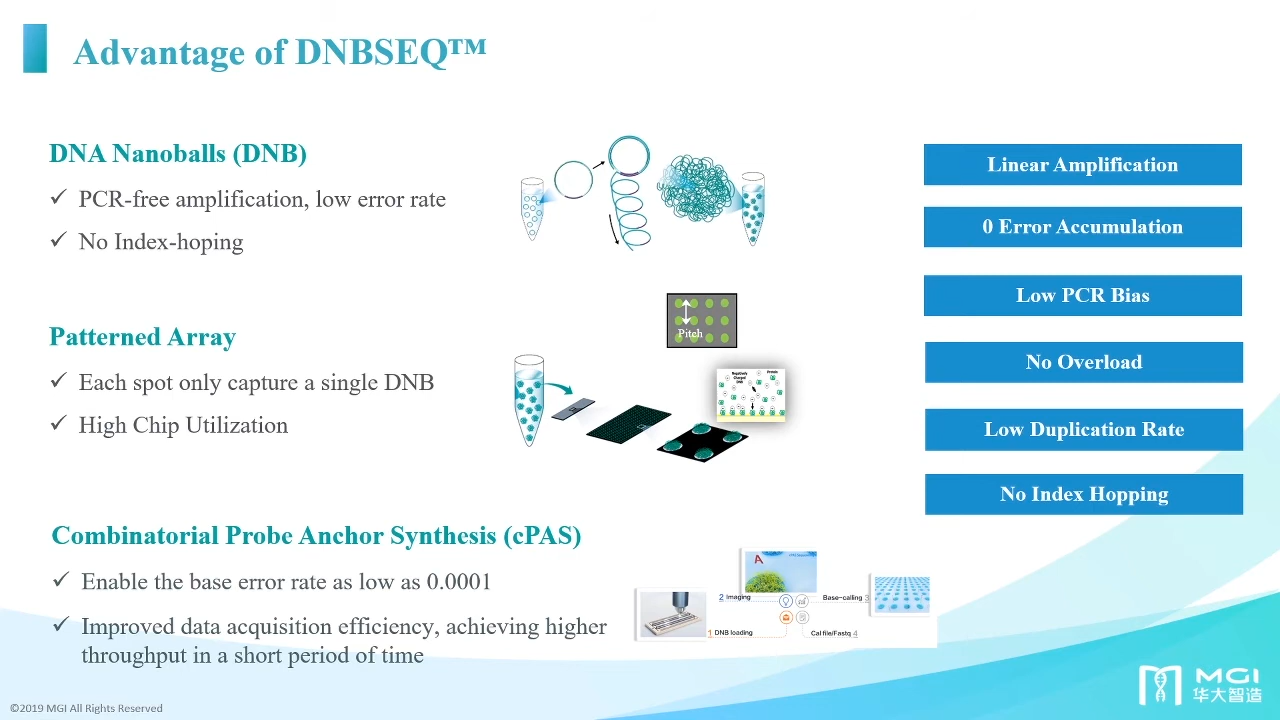 Advantage of DNBSEQ™
DNA Nanoballs (DNB)
✓ PCR-free amplification, low error rate
✓ No Index-hoping
Patterned Array
✓ Each spot only capture a single DNB
✓ High Chip Utilization
Combinatorial Probe Anchor Synthesis (cPAS)
✓ Enable the base error rate as low as 0.0001
✓ Improved data acquisition efficiency, achieving higher
throughput in a short period of time
Pitch
Negatively
Charged
DNB
A
2 Imaging
Base-calling 3
1 DNB loading
Cal file/Fastq 4
Linear Amplification
0 Error Accumulation
Low PCR Bias
No Overload
Low Duplication Rate
No Index Hopping
MGI
华大智造
©2019 MGI All Rights Reserved